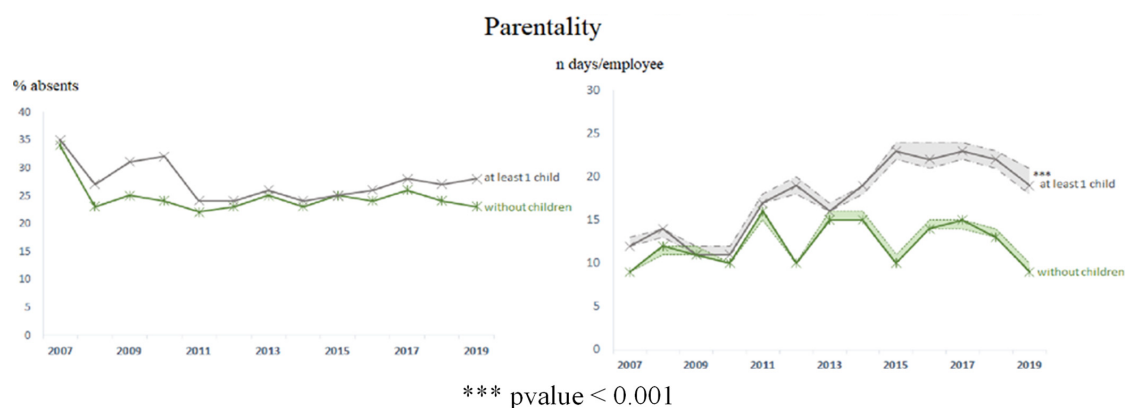 Parentality
% absents
40
35
30
25
20
15
10
5
0
2007 2009 2011 2013 2015 2017 2019
at least 1 child
without children
n days/employee
30
25
20
15
10
5
0
2007 2009 2011 2013 2015 2017 2019
***
at least 1 child
without children
*** pvalue < 0.001